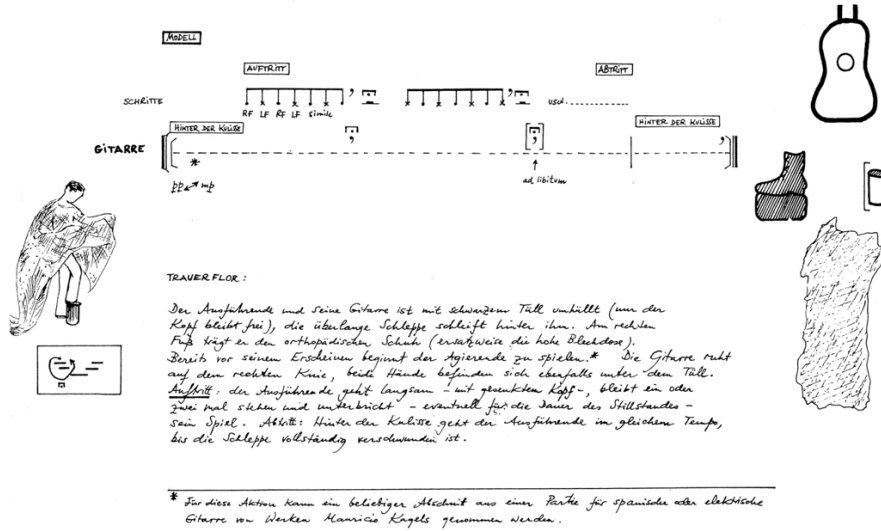 MODELL
AUFTRITT
ABTRITT
SCHRITTE
usw.
RF LF RF LF simile
HINTER DER KULISSE
HINTER DER KULISSE
GITARRE
*
pp mp
ad libitum
TRAUERFLOR:
Der Ausführende und seine Gitarre ist mit schwarzem Tüll umhüllt (nur der
Kopf bleibt frei), die überlange Schleppe schleift hinter ihm. Am rechten
Fuß trägt er den orthopädischen Schuh (ersatzweise die hohe Blechdose).
Bereits vor seinem Erscheinen beginnt der Agierende zu spielen.* Die Gitarre ruht
auf dem rechten Knie, beide Hände befinden sich ebenfalls unter dem Tüll.
Auftritt: der Ausführende geht langsam – mit gesenktem Kopf –, bleibt ein oder
zwei mal stehen und unterbricht – eventuell für die Dauer des Stillstandes –
sein Spiel. Abtritt: Hinter der Kulisse geht der Ausführende im gleichem Tempo,
bis die Schleppe vollständig verschwunden ist.
* Für diese Aktion kann ein beliebiger Abschnitt aus einer Partie für spanische oder elektrische
Gitarre von Werken Mauricio Kagels genommen werden.